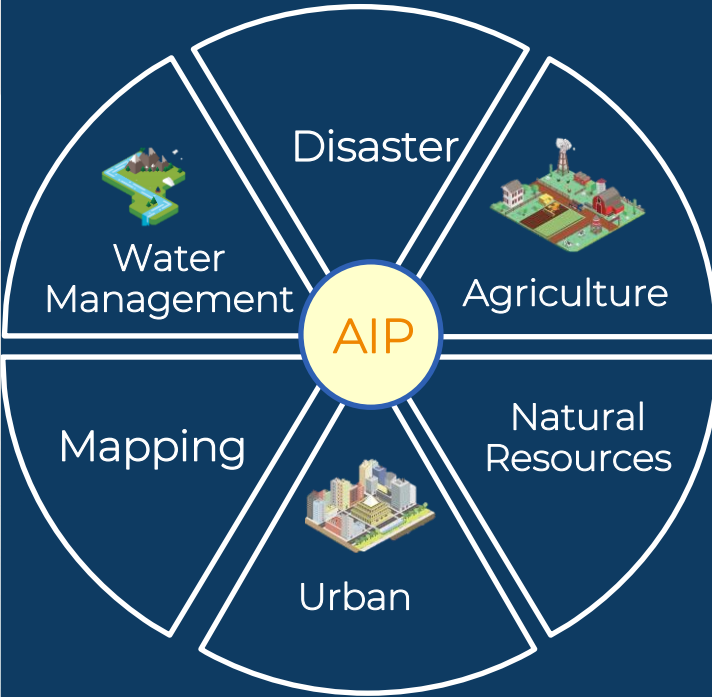 Disaster
Water
Management
Agriculture
AIP
Mapping
Natural
Resources
Urban